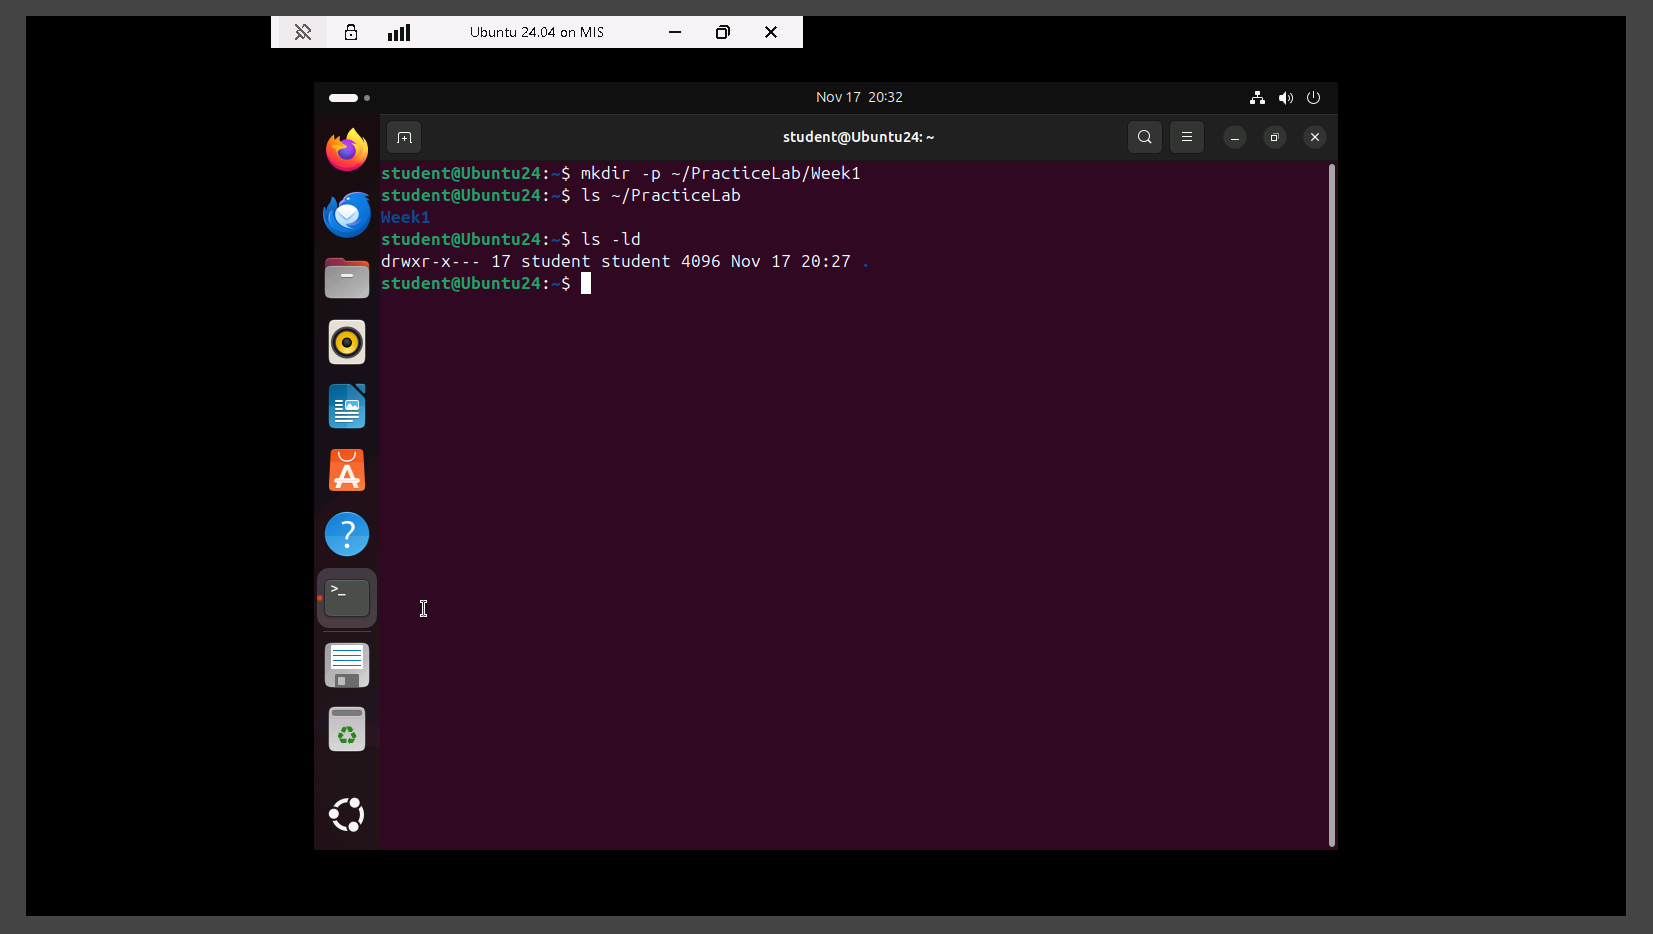 Ubuntu 24.04 on MIS
Nov 17 20:32
student@Ubuntu24: ~
student@Ubuntu24:~$ mkdir -p ~/PracticeLab/Week1
student@Ubuntu24:~$ ls ~/PracticeLab
Week1
student@Ubuntu24:~$ ls -ld
drwxr-x--- 17 student student 4096 Nov 17 20:27 .
student@Ubuntu24:~$